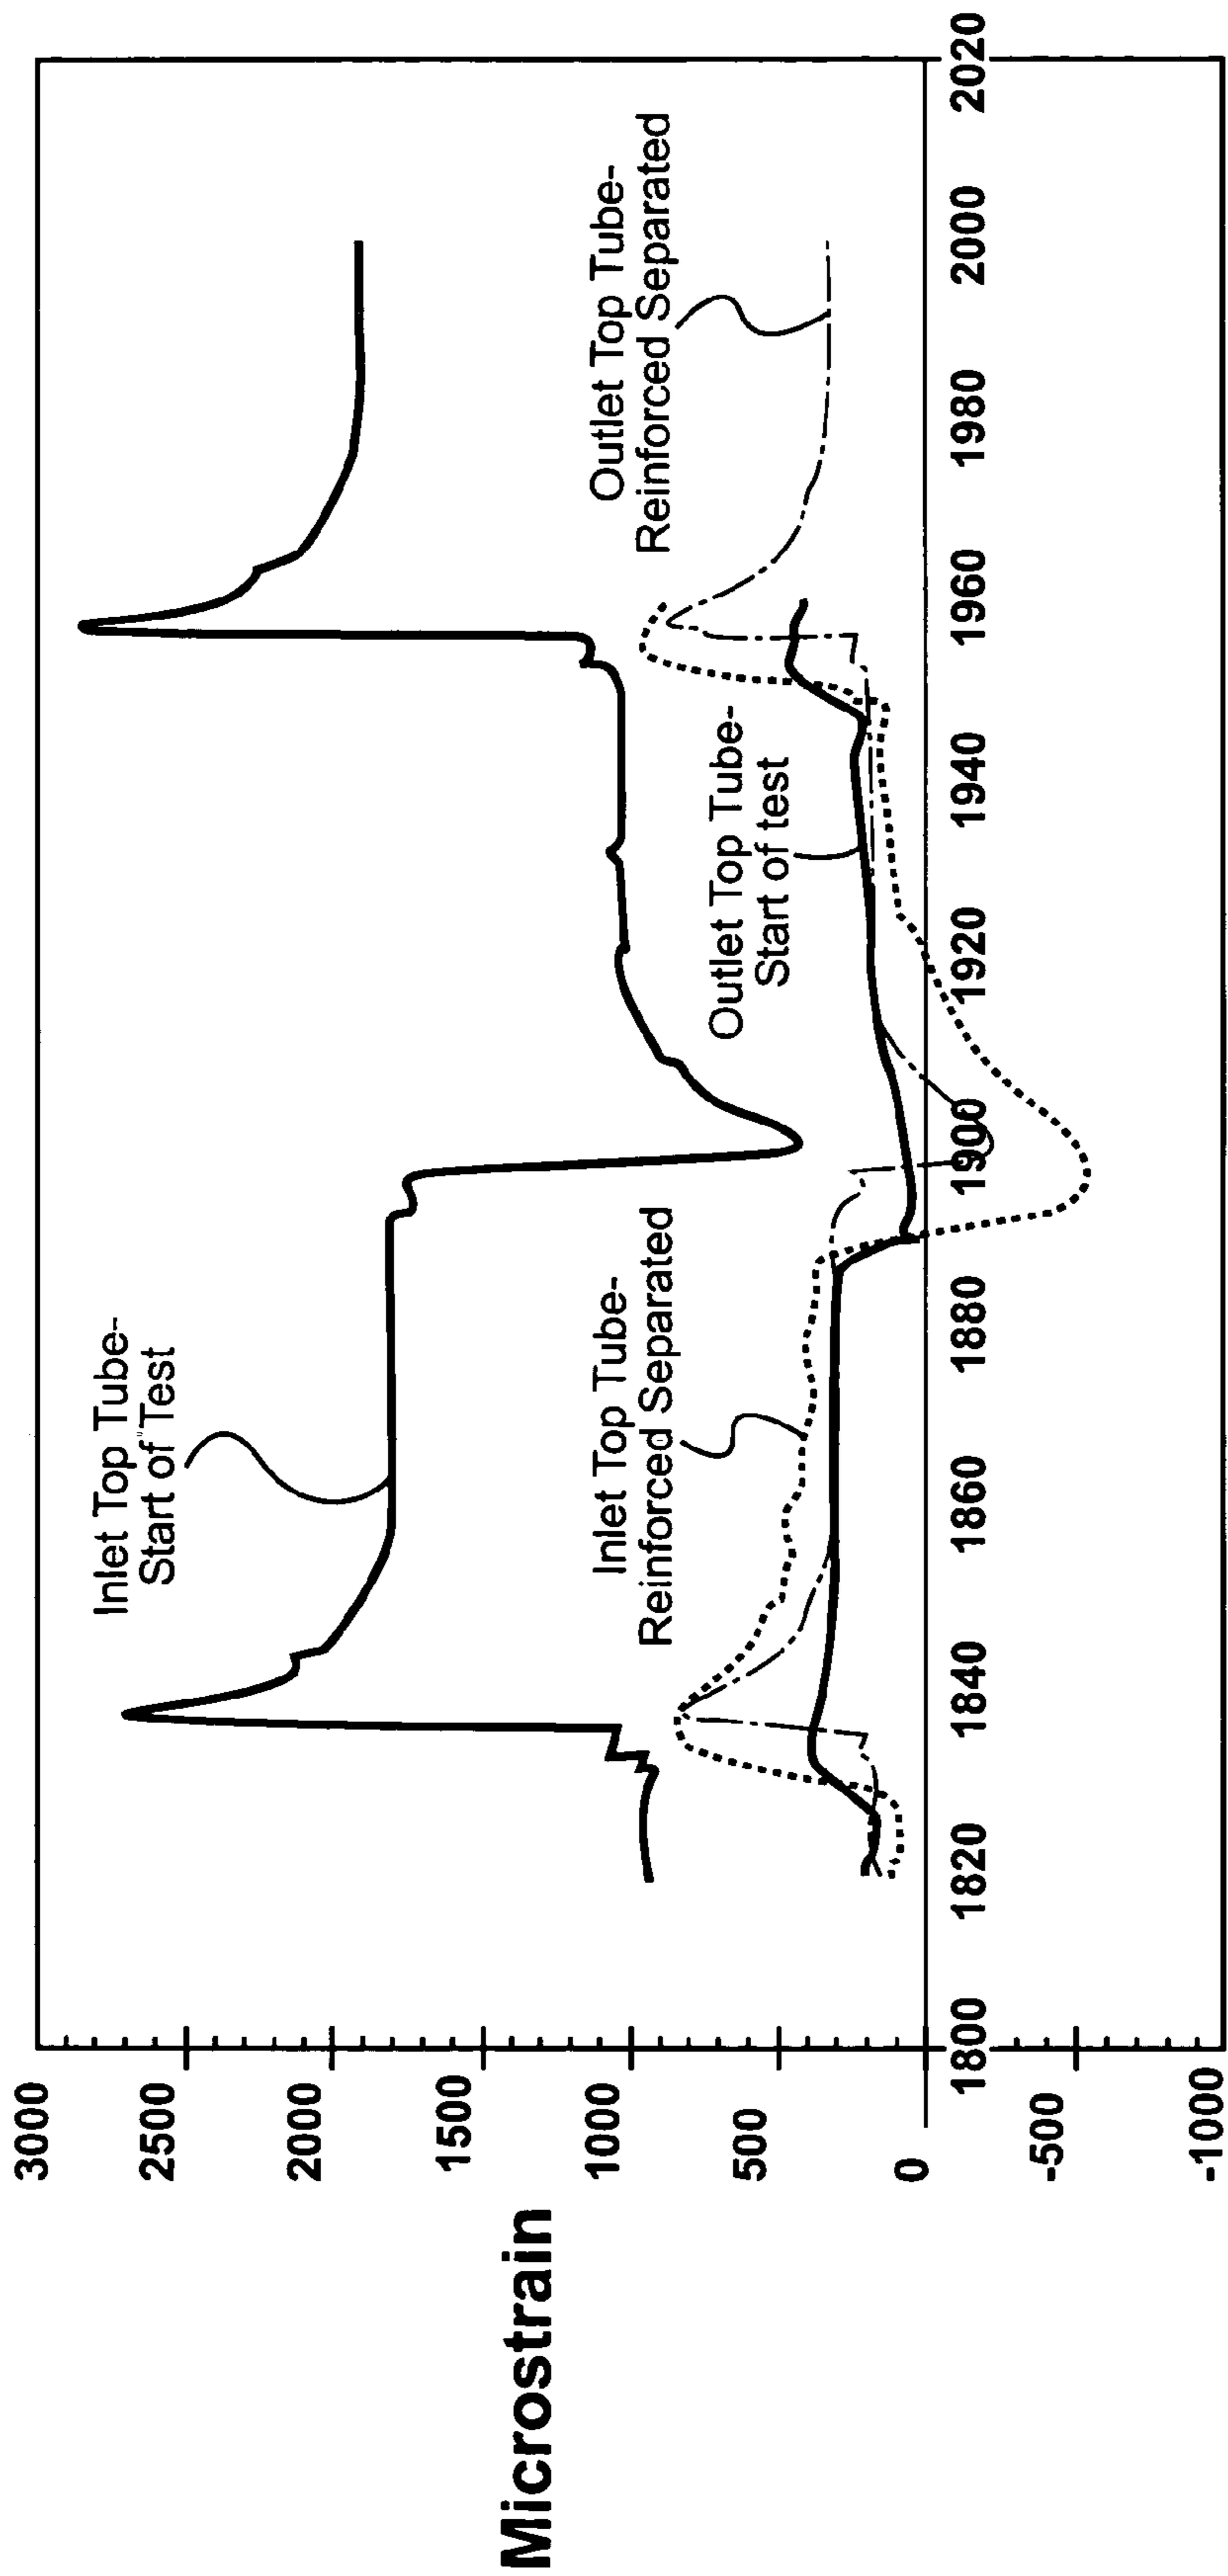 Microstrain
3000
2500
2000
1500
1000
500
0
-500
-1000
Inlet Top Tube-
Start of Test
Inlet Top Tube-
Reinforced Separated
Outlet Top Tube-
Start of test
Outlet Top Tube-
Reinforced Separated
1800 1820 1840 1860 1880 1900 1920 1940 1960 1980 2000 2020